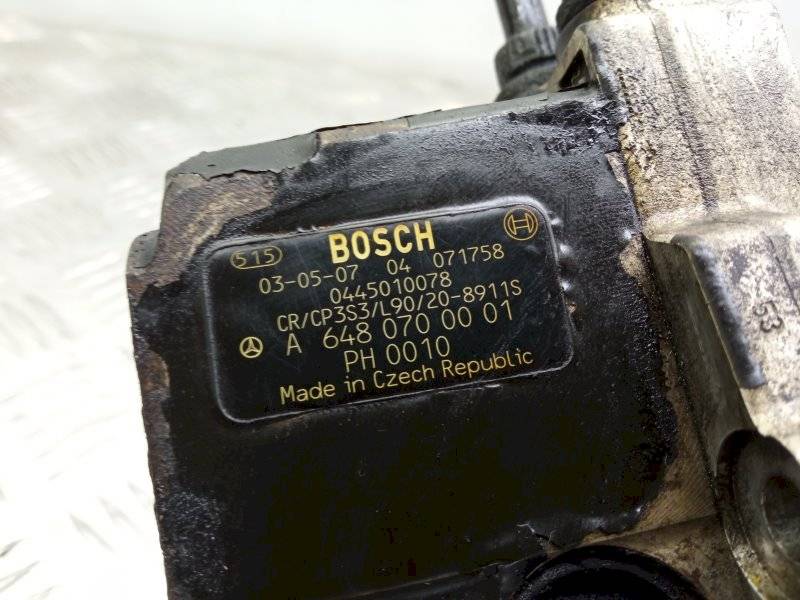 515 BOSCH
03-05-07 04 071758
0445010078
CR/CP3S3/L90/20-8911S
A 648 070 00 01
PH 0010
Made in Czech Republic
53